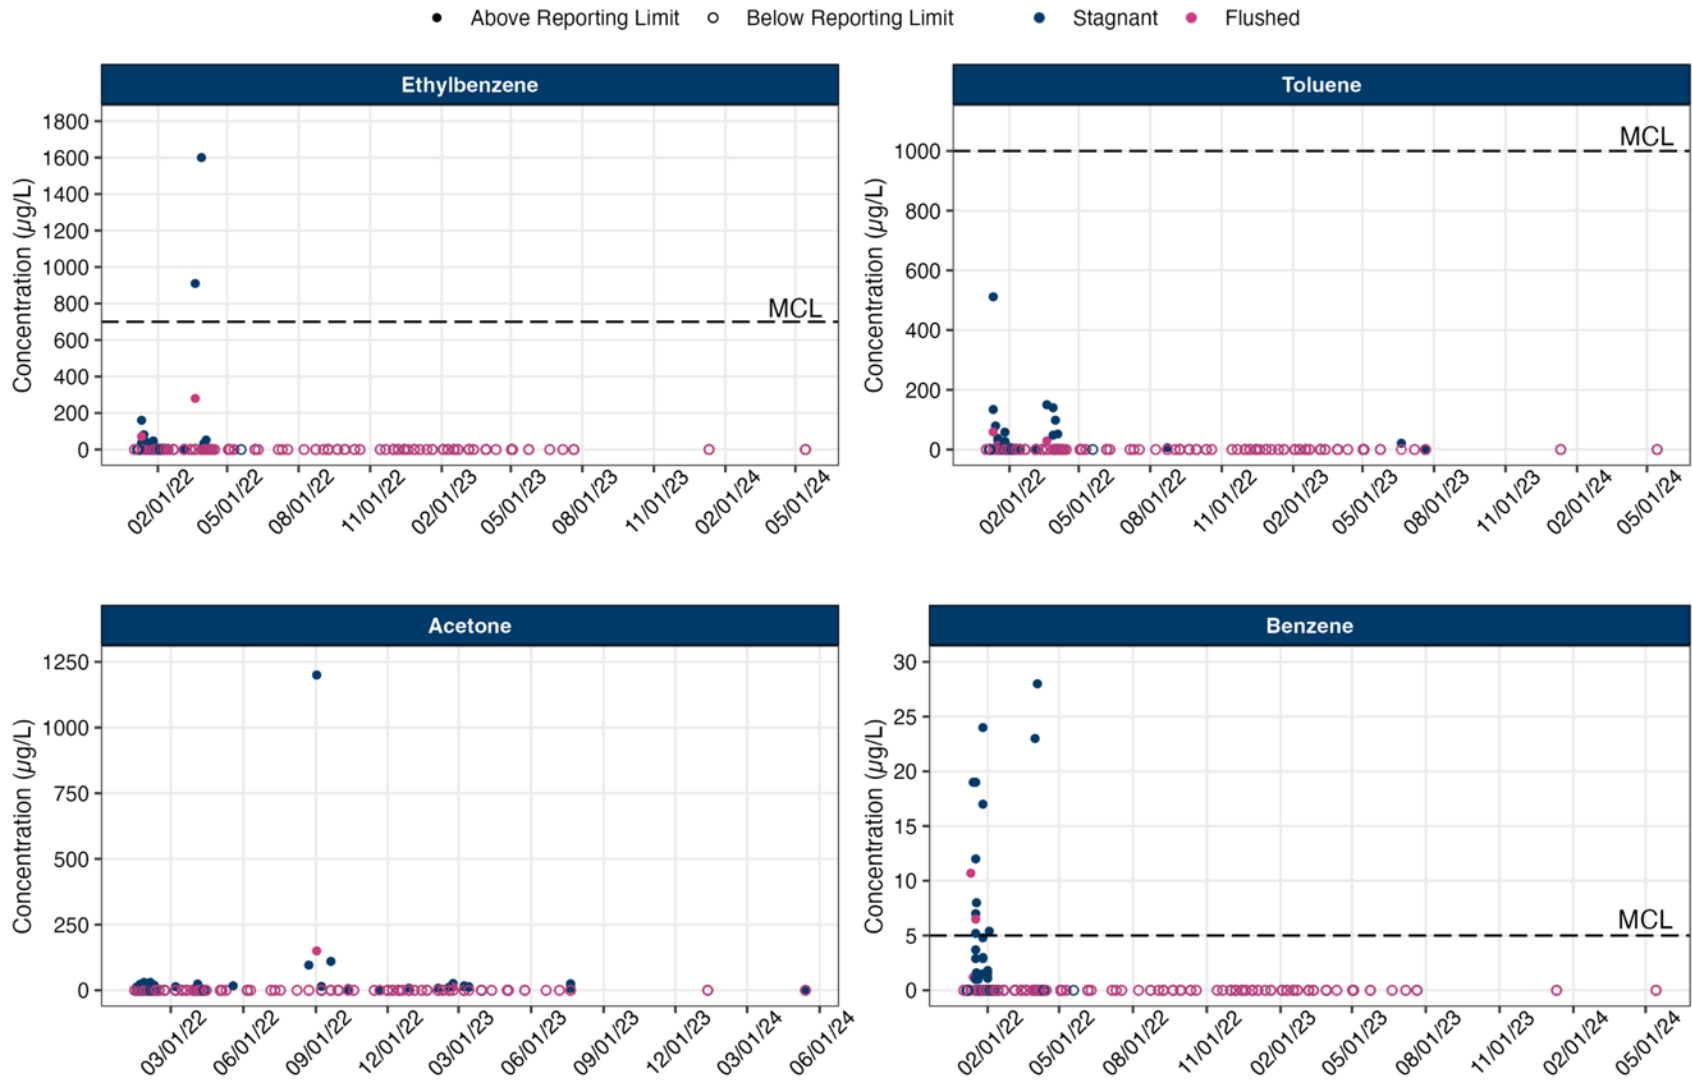 Above Reporting Limit Below Reporting Limit Stagnant Flushed
Ethylbenzene
Concentration (µg/L)
1800
1600
1400
1200
1000
800
600
400
200
0
MCL
02/01/22 05/01/22 08/01/22 11/01/22 02/01/23 05/01/23 08/01/23 11/01/23 02/01/24 05/01/24
Toluene
Concentration (µg/L)
1000
800
600
400
200
0
MCL
02/01/22 05/01/22 08/01/22 11/01/22 02/01/23 05/01/23 08/01/23 11/01/23 02/01/24 05/01/24
Acetone
Concentration (µg/L)
1250
1000
750
500
250
0
03/01/22 06/01/22 09/01/22 12/01/22 03/01/23 06/01/23 09/01/23 12/01/23 03/01/24 06/01/24
Benzene
Concentration (µg/L)
30
25
20
15
10
5
0
MCL
02/01/22 05/01/22 08/01/22 11/01/22 02/01/23 05/01/23 08/01/23 11/01/23 02/01/24 05/01/24